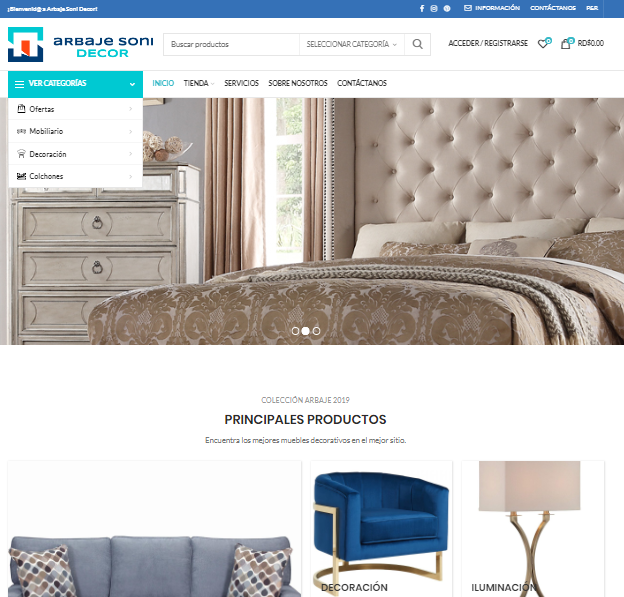 ¡Bienvenid@ a Arbaje Soni Decor!
INFORMACIÓN
CONTÁCTANOS
ARBAJE SONI
DECOR
Buscar productos
SELECCIONAR CATEGORÍA
ACCEDER / REGISTRARSE
0
0
RD$0.00
VER CATEGORÍAS
INICIO
TIENDA
SERVICIOS
SOBRE NOSOTROS
CONTÁCTANOS
Ofertas
Mobiliario
Decoración
Colchones
COLECCIÓN ARBAJE 2019
PRINCIPALES PRODUCTOS
Encuentra los mejores muebles decorativos en el mejor sitio.
DECORACIÓN
ILUMINACIÓN